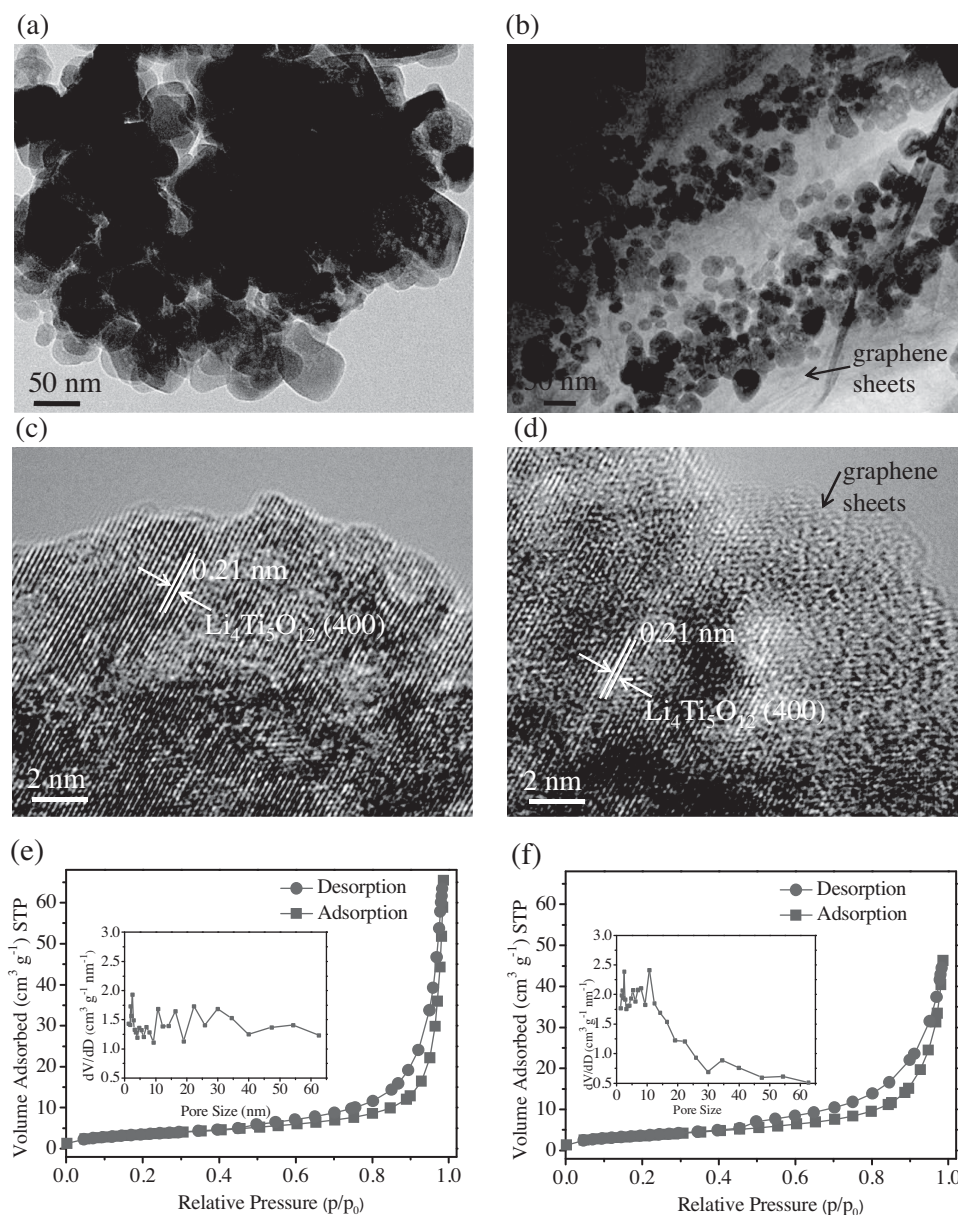 (a)
(b)
50 nm
50 nm
graphene
sheets
(c)
(d)
0.21 nm
Li₄Ti₅O₁₂ (400)
2 nm
graphene
sheets
0.21 nm
Li₄Ti₅O₁₂ (400)
2 nm
(e)
Volume Adsorbed (cm³ g⁻¹) STP
60
50
40
30
20
10
0
Desorption
Adsorption
dV/dD (cm³ g⁻¹ nm⁻¹)
3.0
2.5
2.0
1.5
1.0
0.5
0 10 20 30 40 50 60
Pore Size (nm)
0.0 0.2 0.4 0.6 0.8 1.0
Relative Pressure (p/p₀)
(f)
Volume Adsorbed (cm³ g⁻¹) STP
60
50
40
30
20
10
0
Desorption
Adsorption
dV/dD (cm³ g⁻¹ nm⁻¹)
3.0
2.5
2.0
1.5
1.0
0.5
0 10 20 30 40 50 60
Pore Size
0.0 0.2 0.4 0.6 0.8 1.0
Relative Pressure (p/p₀)